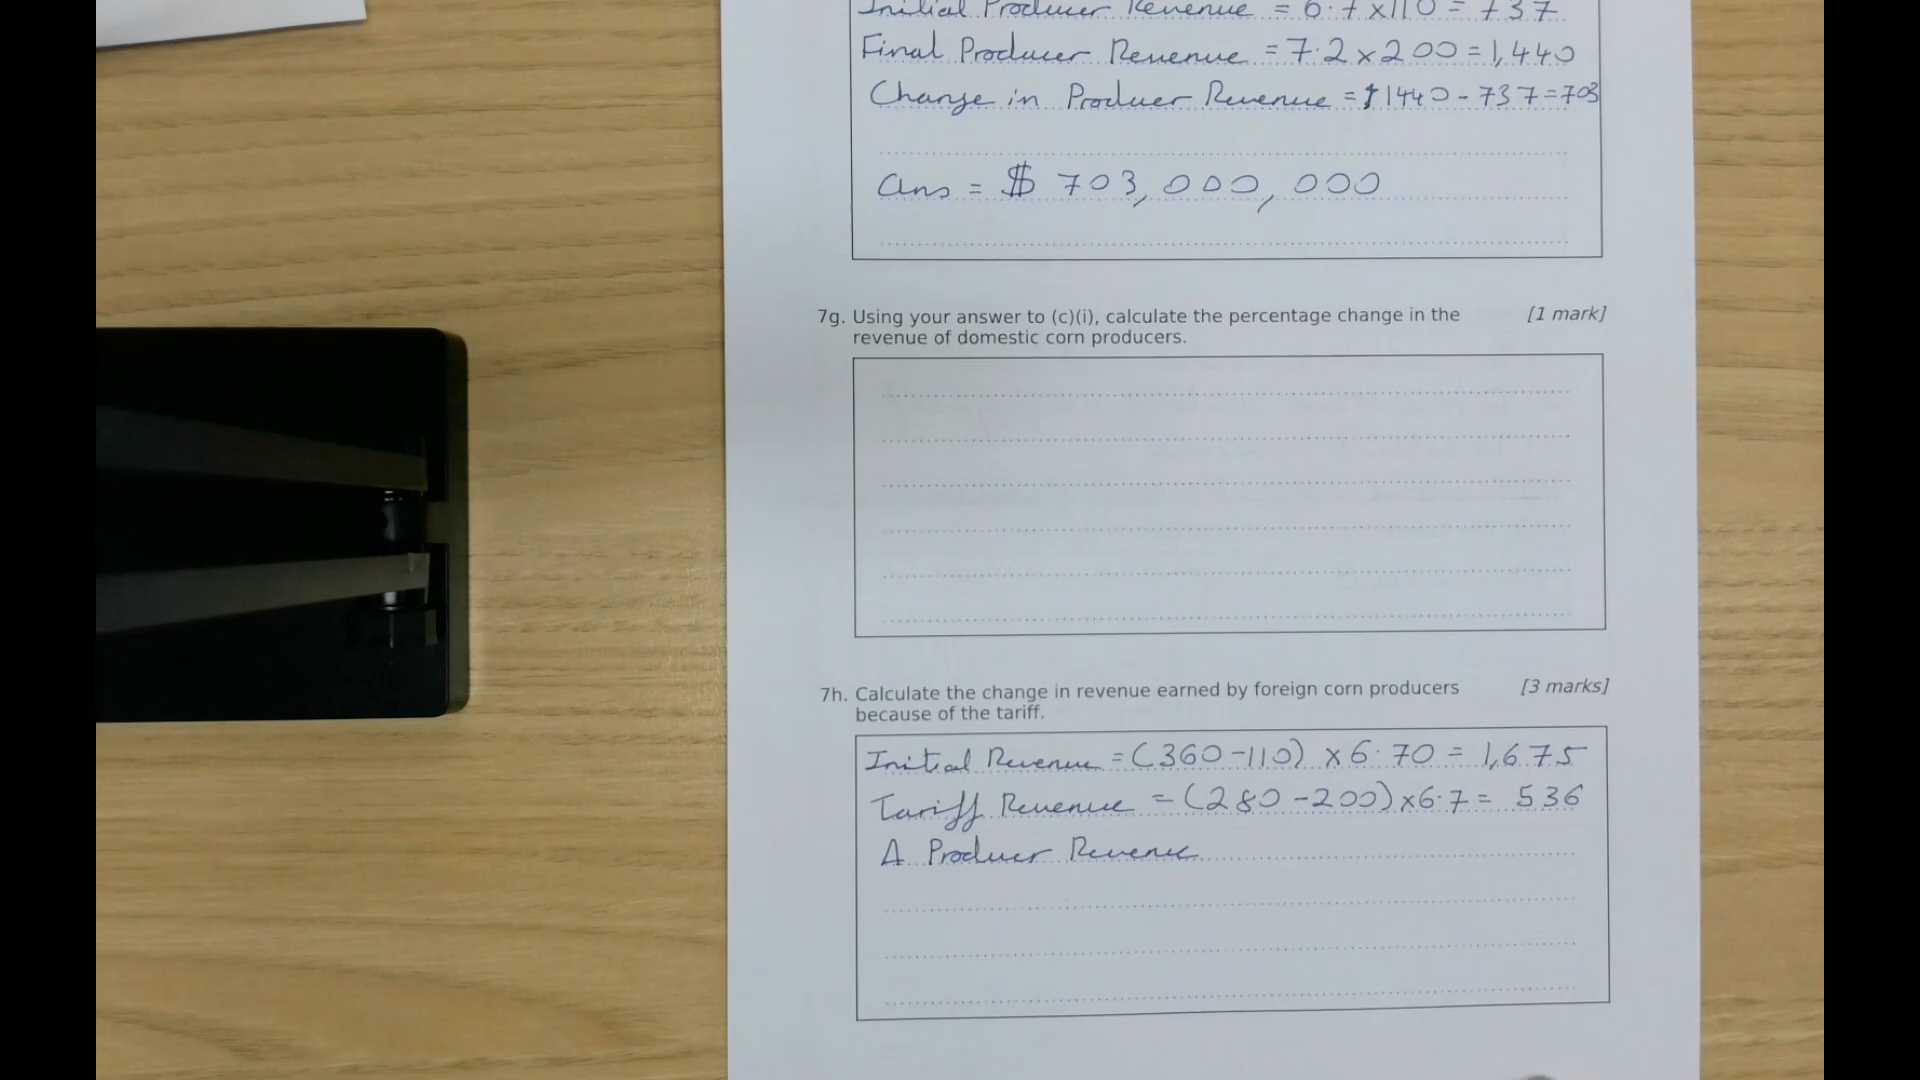 Initial Producer Revenue = 6.7 x 110 = 737
Final Producer Revenue = 7.2 x 200 = 1,440
Change in Producer Revenue = 1440 - 737 = 703
Ans = $ 703,000,000
7g. Using your answer to (c)(i), calculate the percentage change in the [1 mark]
revenue of domestic corn producers.
7h. Calculate the change in revenue earned by foreign corn producers [3 marks]
because of the tariff.
Initial Revenue = (360 - 110) x 6.70 = 1,675
Tariff Revenue = (280 - 200) x 6.7 = 536
Δ Producer Revenue